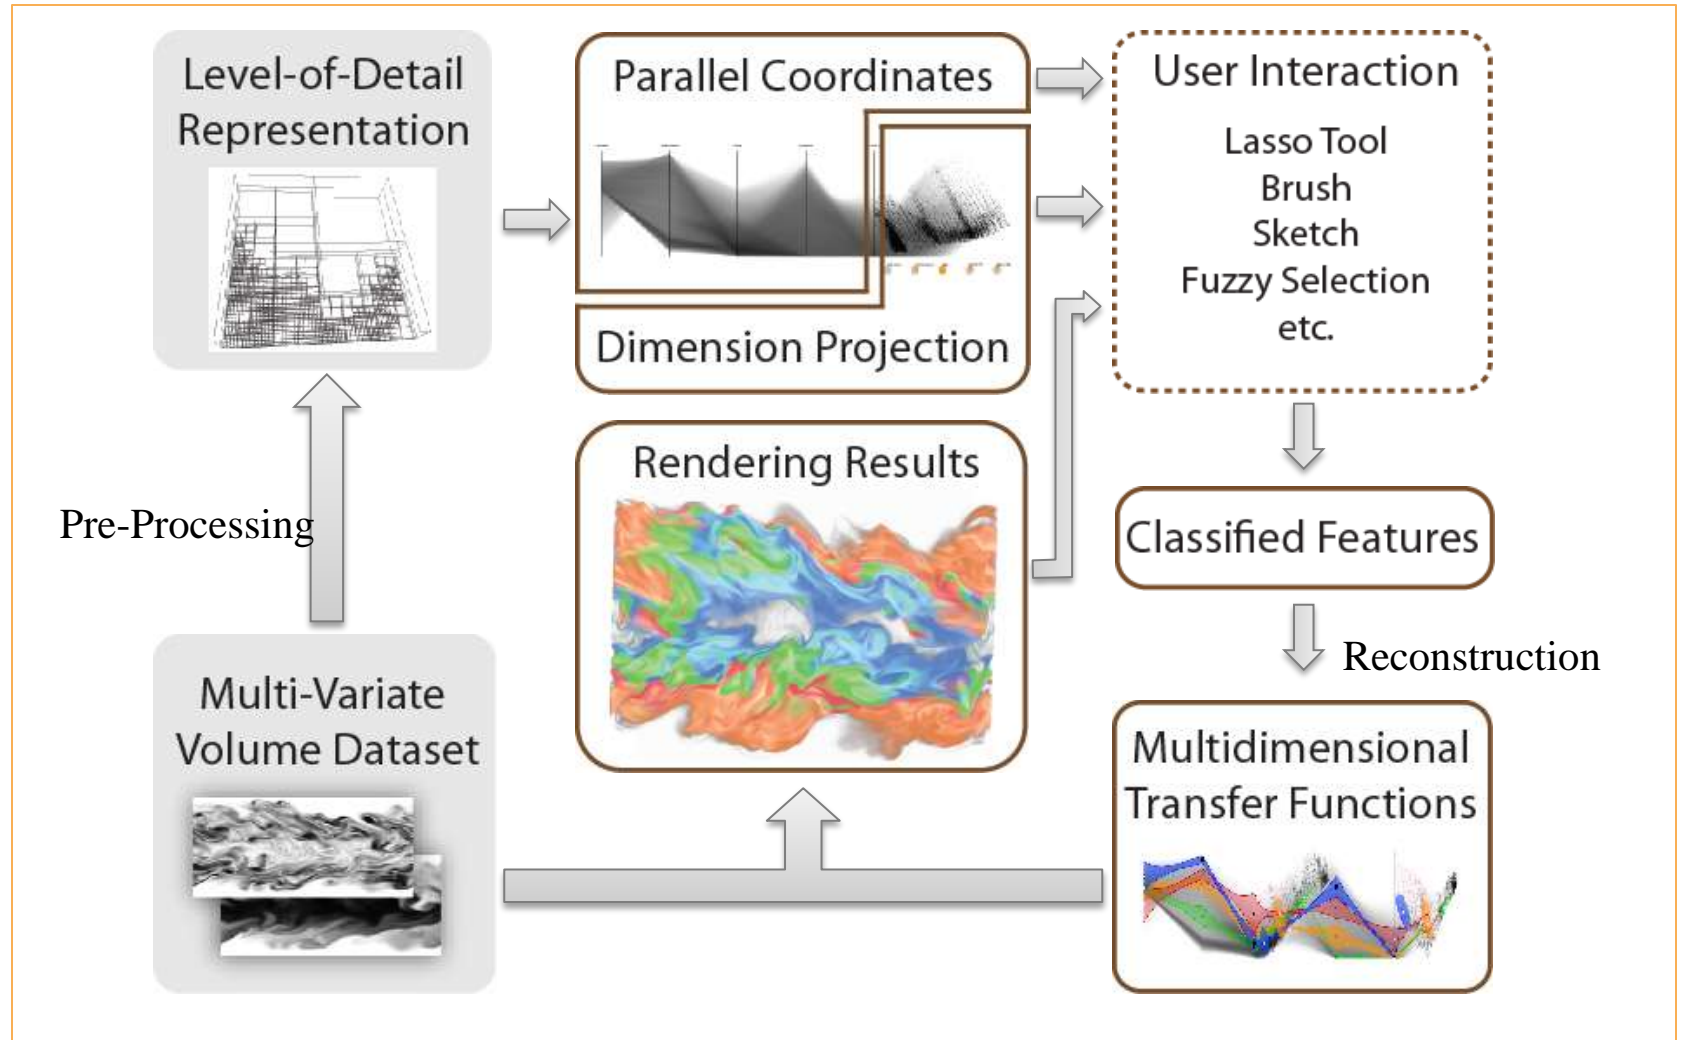 Level-of-Detail
Representation
Parallel Coordinates
Dimension Projection
User Interaction
Lasso Tool
Brush
Sketch
Fuzzy Selection
etc.
Pre-Processing
Rendering Results
Classified Features
Reconstruction
Multi-Variate
Volume Dataset
Multidimensional
Transfer Functions